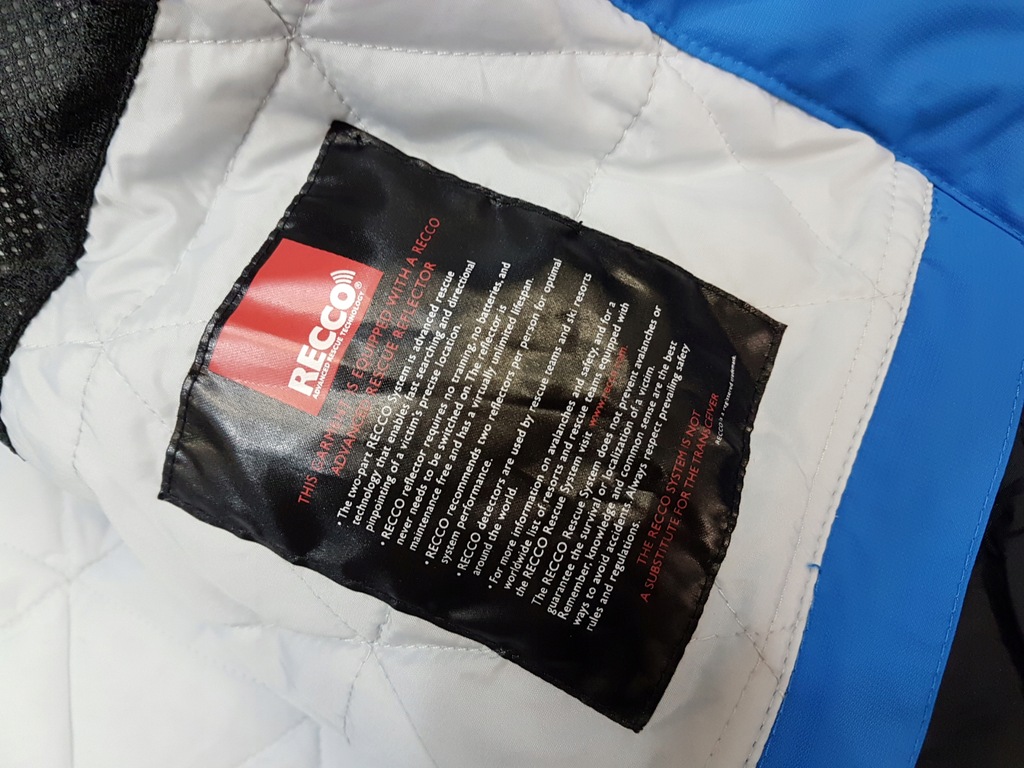 RECCO®
ADVANCED RESCUE TECHNOLOGY
THIS GARMENT IS EQUIPPED WITH A RECCO
ADVANCED RESCUE REFLECTOR
• The two-part RECCO System is advanced rescue
technology that enables fast searching and directional
pinpointing of a victim's precise location.
• RECCO reflector requires no training, no batteries, and
never needs to be switched on. The reflector is
maintenance free and has a virtually unlimited lifespan.
• RECCO recommends two reflectors per person for optimal
system performance.
• RECCO detectors are used by rescue teams and ski resorts
around the world.
• For more information on avalanches and safety, and for a
worldwide list of resorts and rescue teams equipped with
the RECCO Rescue System visit www.recco.com
The RECCO Rescue System does not prevent avalanches or
guarantee the survival or localization of a victim.
Remember, knowledge and common sense are the best
ways to avoid accidents. Always respect prevailing safety
rules and regulations.
THE RECCO SYSTEM IS NOT
A SUBSTITUTE FOR THE TRANSCEIVER
RECCO®